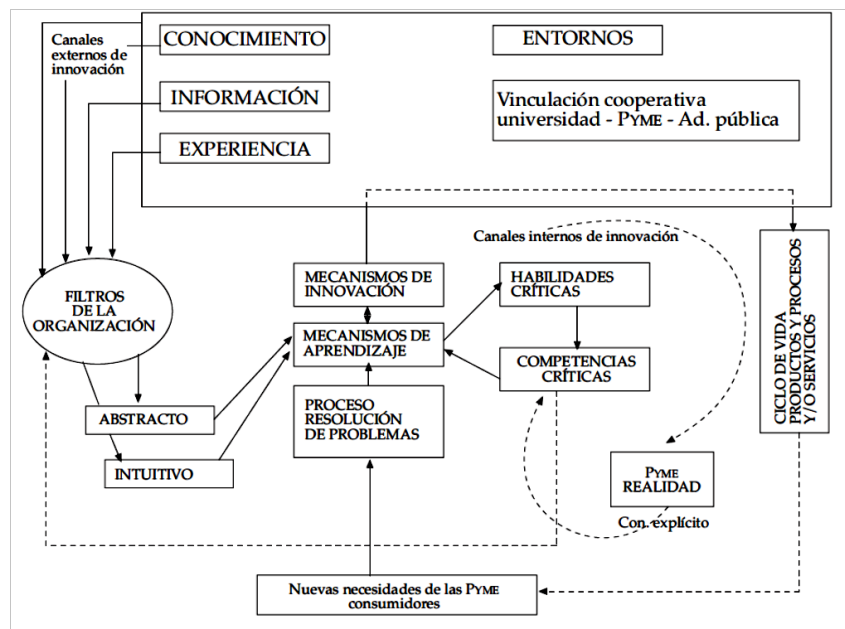 Canales
externos de
innovación
CONOCIMIENTO
INFORMACIÓN
EXPERIENCIA
ENTORNOS
Vinculación cooperativa
universidad - PYME - Ad. pública
Canales internos de innovación
FILTROS
DE LA
ORGANIZACIÓN
MECANISMOS DE
INNOVACIÓN
HABILIDADES
CRÍTICAS
MECANISMOS DE
APRENDIZAJE
COMPETENCIAS
CRÍTICAS
CICLO DE VIDA
PRODUCTOS Y PROCESOS
Y/O SERVICIOS
ABSTRACTO
INTUITIVO
PROCESO
RESOLUCIÓN
DE PROBLEMAS
PYME
REALIDAD
Con. explícito
Nuevas necesidades de las PYME
consumidores